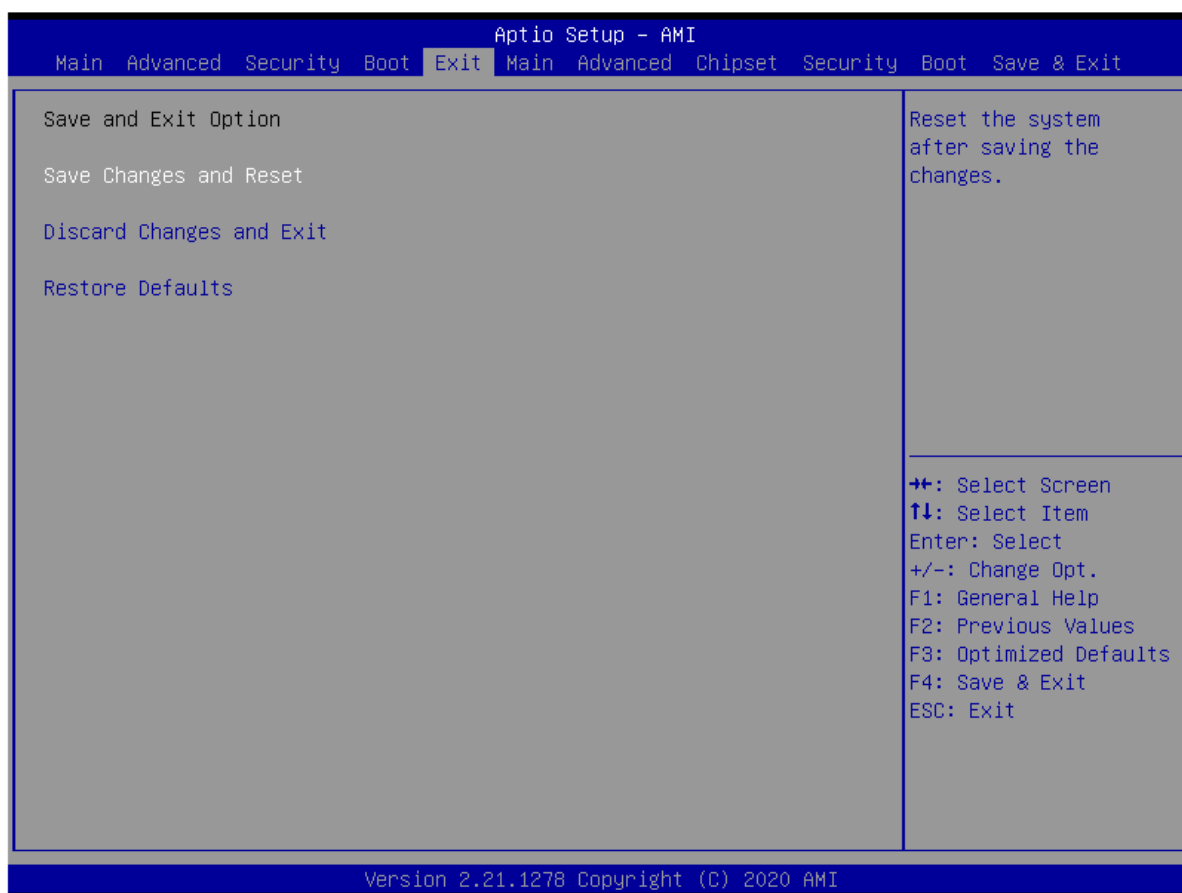 Aptio Setup – AMI
Main Advanced Security Boot Exit Main Advanced Chipset Security Boot Save & Exit
Save and Exit Option
Save Changes and Reset
Discard Changes and Exit
Restore Defaults
Reset the system
after saving the
changes.
→←: Select Screen
↑↓: Select Item
Enter: Select
+/-: Change Opt.
F1: General Help
F2: Previous Values
F3: Optimized Defaults
F4: Save & Exit
ESC: Exit
Version 2.21.1278 Copyright (C) 2020 AMI